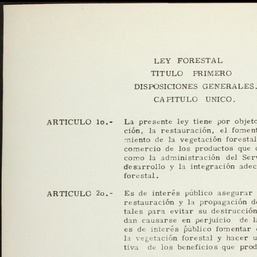 LEY FORESTAL
TITULO PRIMERO
DISPOSICIONES GENERALES.
CAPITULO UNICO.
ARTICULO 1o.- La presente ley tiene por objeto
ción, la restauración, el foment
miento de la vegetación forestal
comercio de los productos que d
como la administración del Ser
desarrollo y la integración adec
forestal.
ARTICULO 2o.- Es de interés público asegurar
restauración y la propagación d
tales para evitar su destrucción
dan causarse en perjuicio de l
es de interés público fomentar
la vegetación forestal y hacer u
tiva de los beneficios que prod